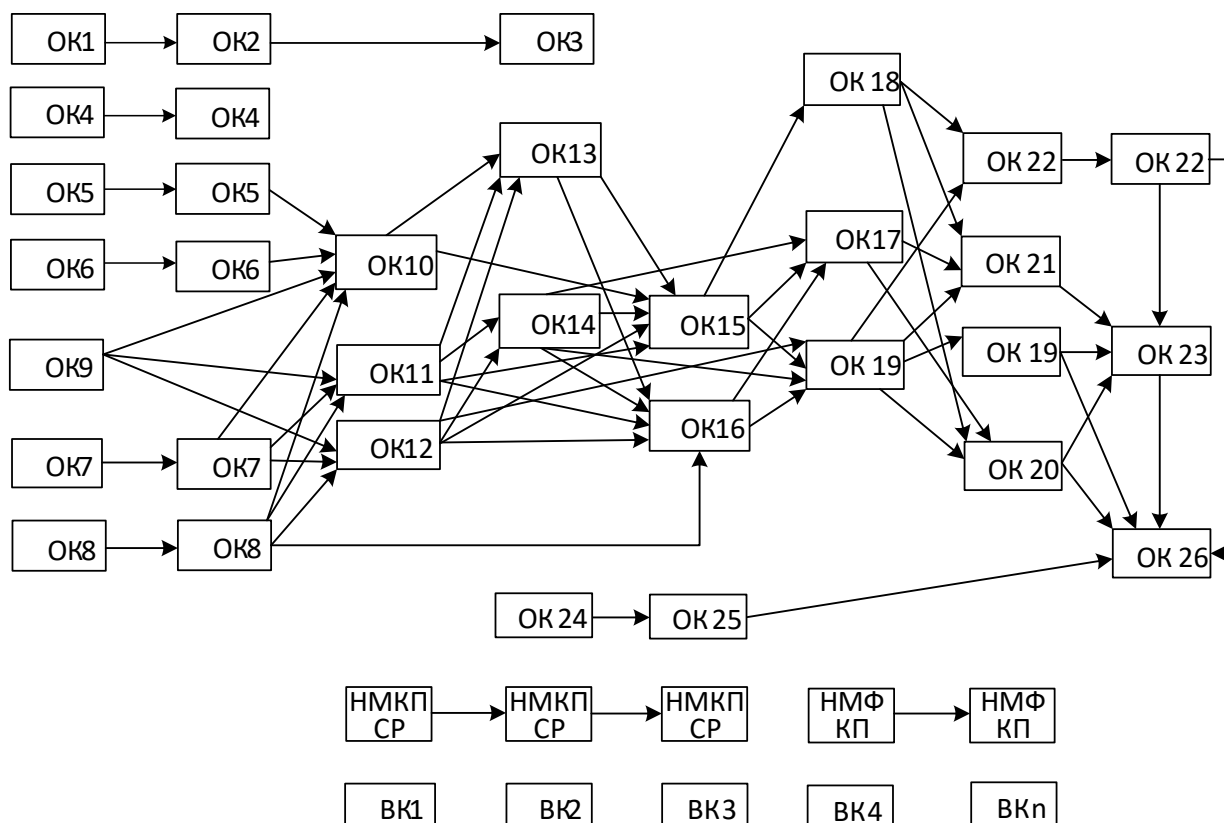 ОК1
ОК2
ОК3
ОК 18
ОК4
ОК4
ОК13
ОК 22
ОК 22
ОК5
ОК5
ОК17
ОК6
ОК6
ОК10
ОК 21
ОК14
ОК15
ОК9
ОК11
ОК 19
ОК 19
ОК 23
ОК12
ОК16
ОК7
ОК7
ОК 20
ОК8
ОК8
ОК 26
ОК 24
ОК 25
НМКП
СР
НМКП
СР
НМКП
СР
НМФ
КП
НМФ
КП
ВК1
ВК2
ВК3
ВК4
ВКn